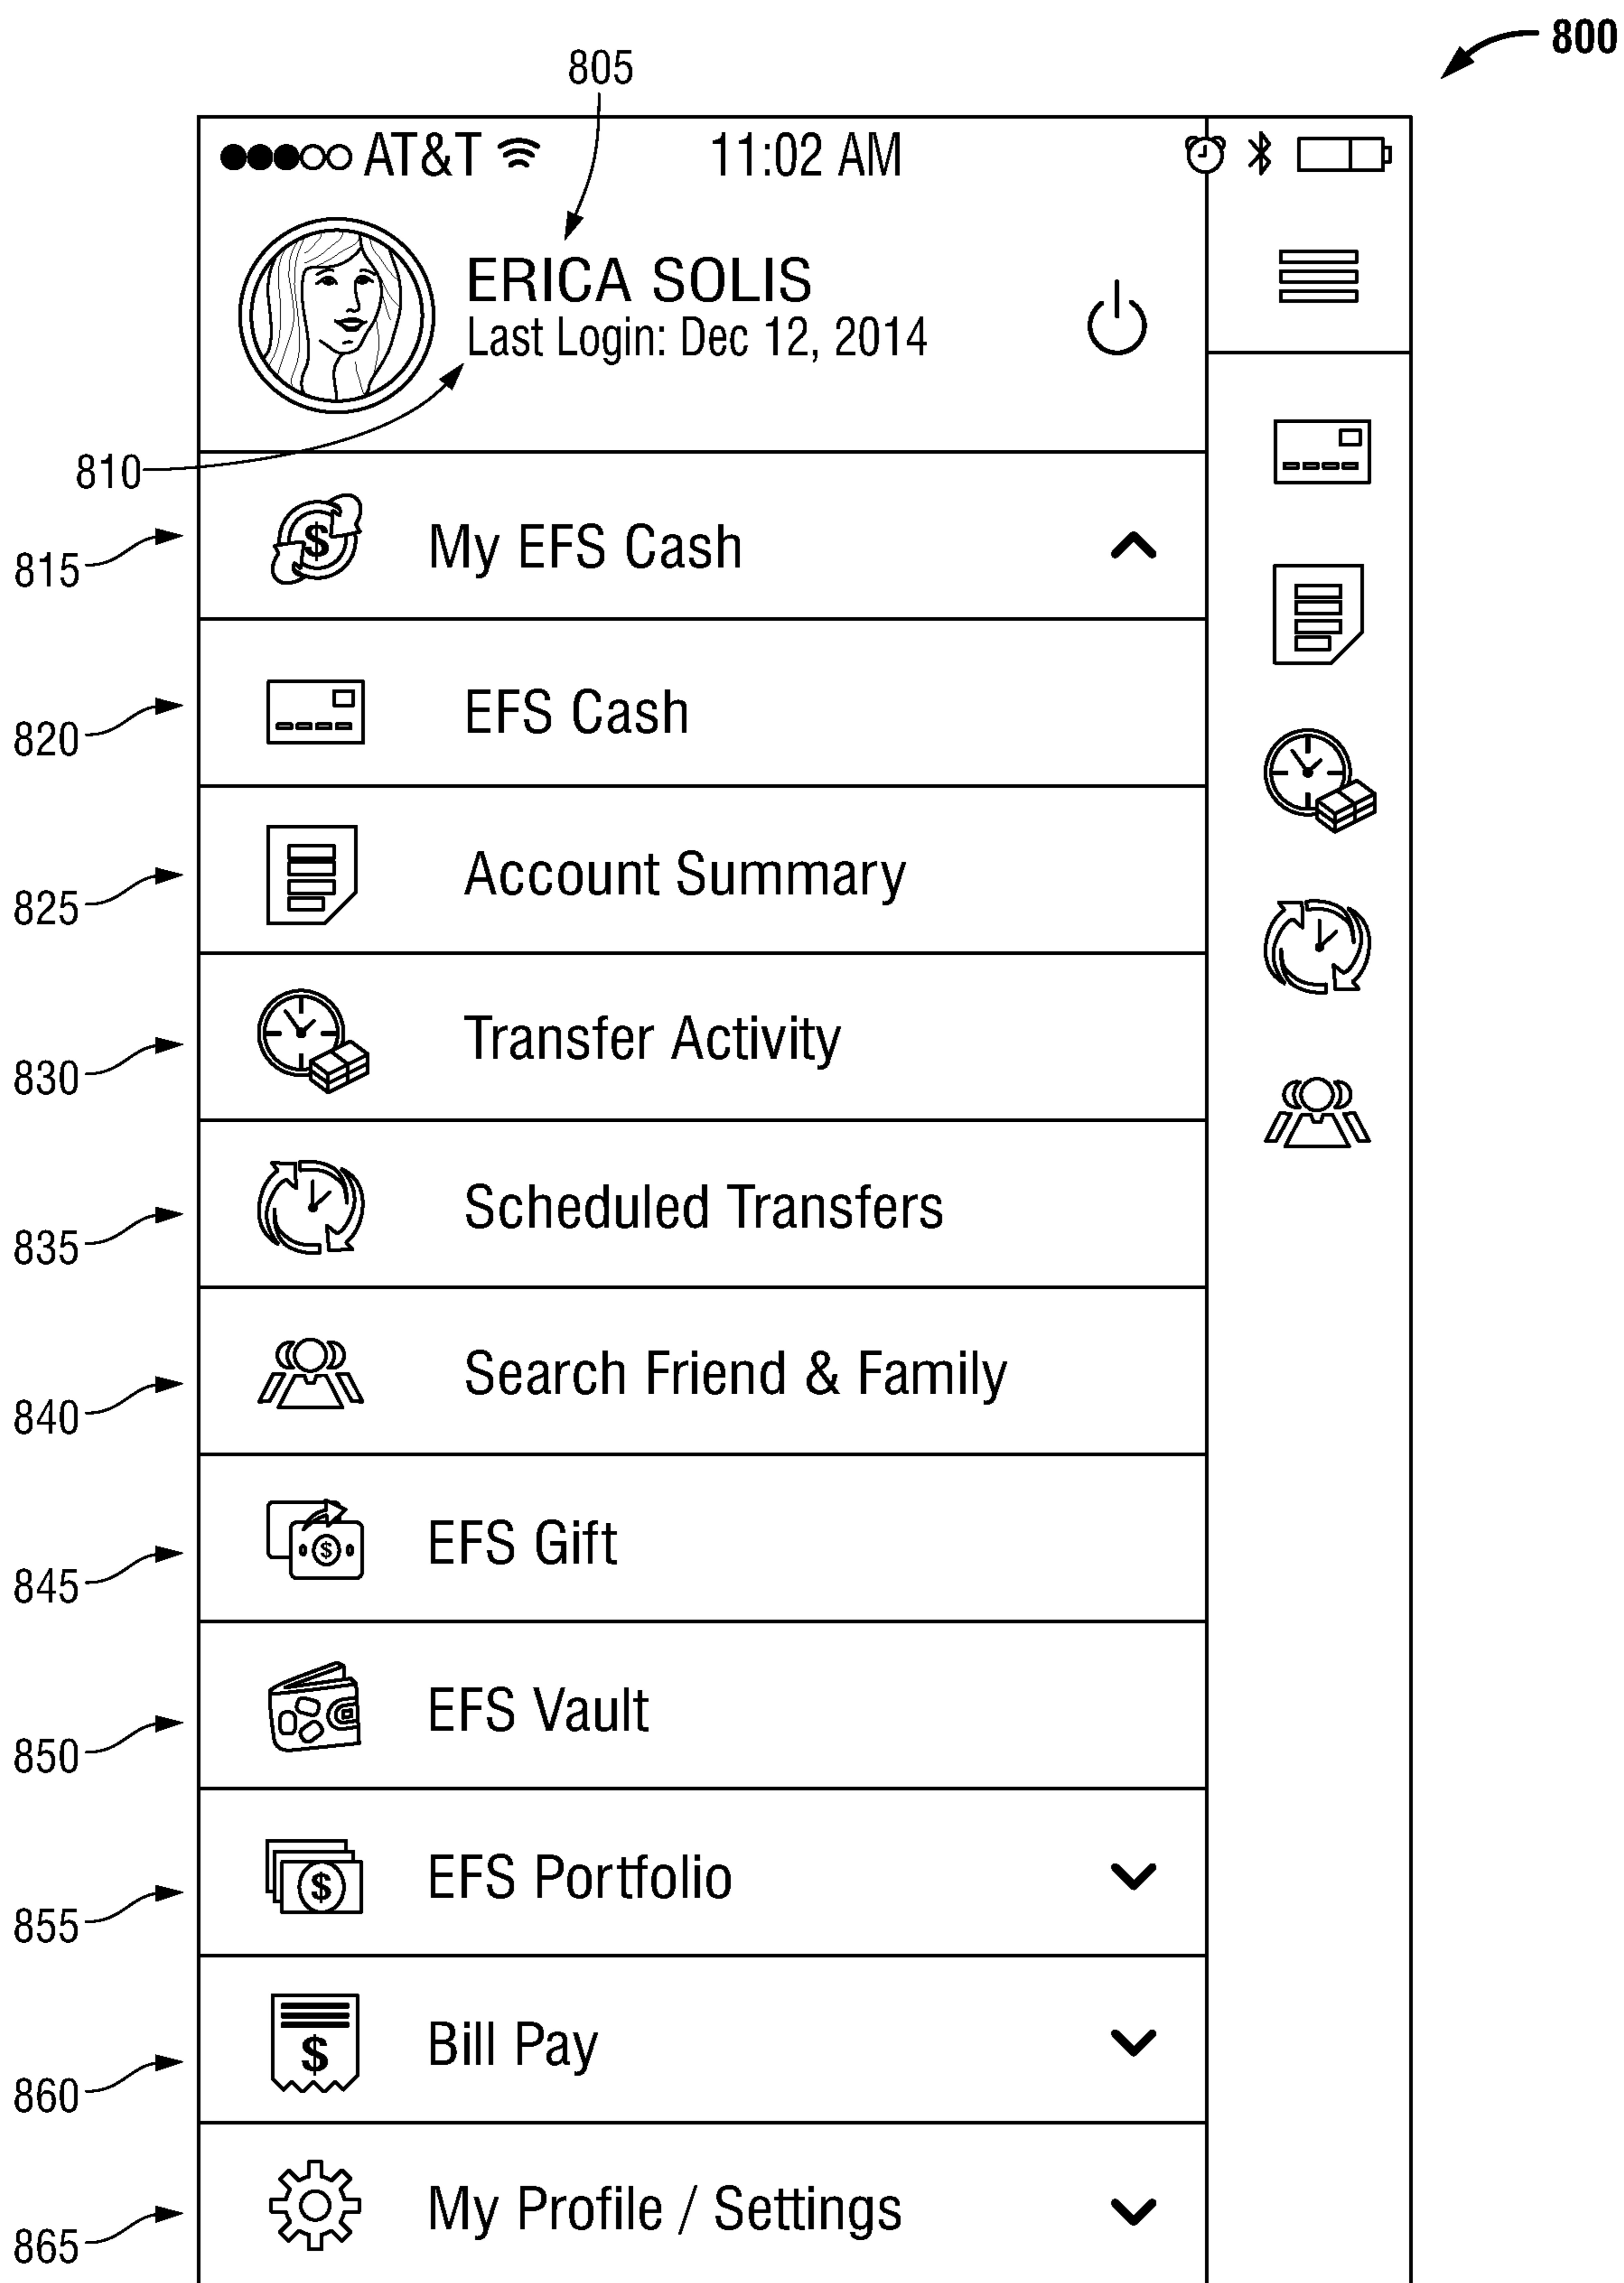 800
805
AT&T 11:02 AM
ERICA SOLIS
Last Login: Dec 12, 2014
810
815 $ My EFS Cash
820 EFS Cash
825 Account Summary
830 Transfer Activity
835 Scheduled Transfers
840 Search Friend & Family
845 $ EFS Gift
850 EFS Vault
855 $ EFS Portfolio
860 $ Bill Pay
865 My Profile / Settings